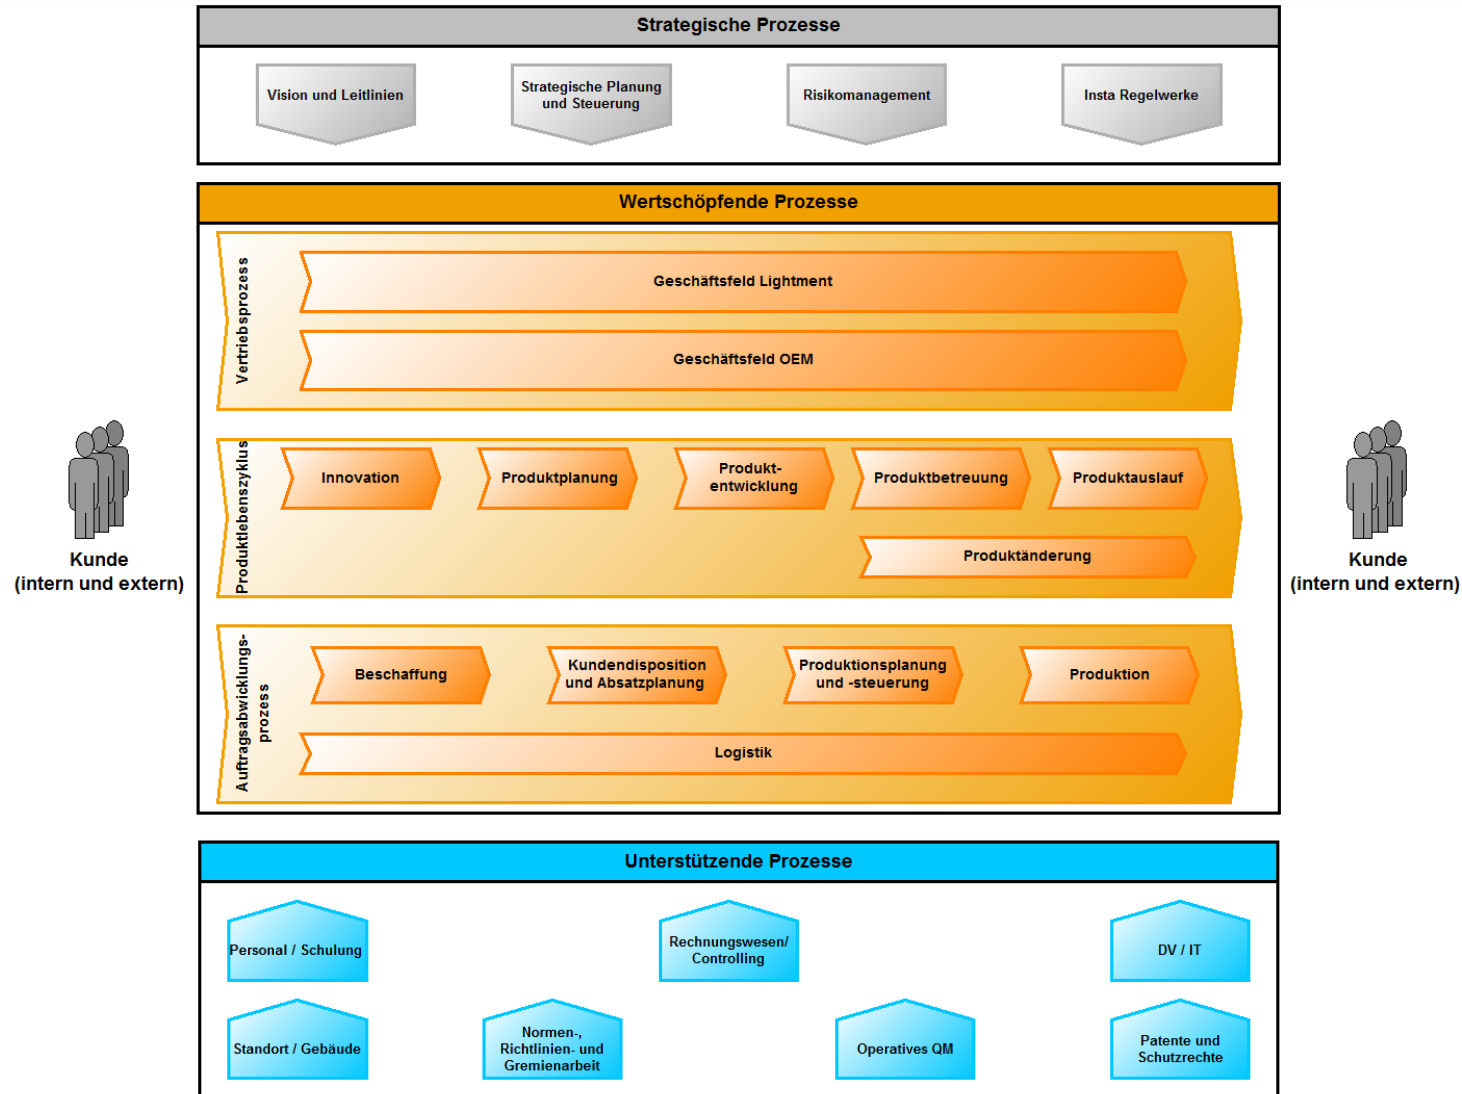 Strategische Prozesse
Vision und Leitlinien
Strategische Planung
und Steuerung
Risikomanagement
Insta Regelwerke
Wertschöpfende Prozesse
Vertriebsprozess
Geschäftsfeld Lightment
Geschäftsfeld OEM
Produktlebenszyklus
Innovation
Produktplanung
Produkt-
entwicklung
Produktbetreuung
Produktauslauf
Produktänderung
Kunde
(intern und extern)
Kunde
(intern und extern)
Auftragsabwicklungs-
prozess
Beschaffung
Kundendisposition
und Absatzplanung
Produktionsplanung
und -steuerung
Produktion
Logistik
Unterstützende Prozesse
Personal / Schulung
Rechnungswesen/
Controlling
DV / IT
Standort / Gebäude
Normen-,
Richtlinien- und
Gremienarbeit
Operatives QM
Patente und
Schutzrechte